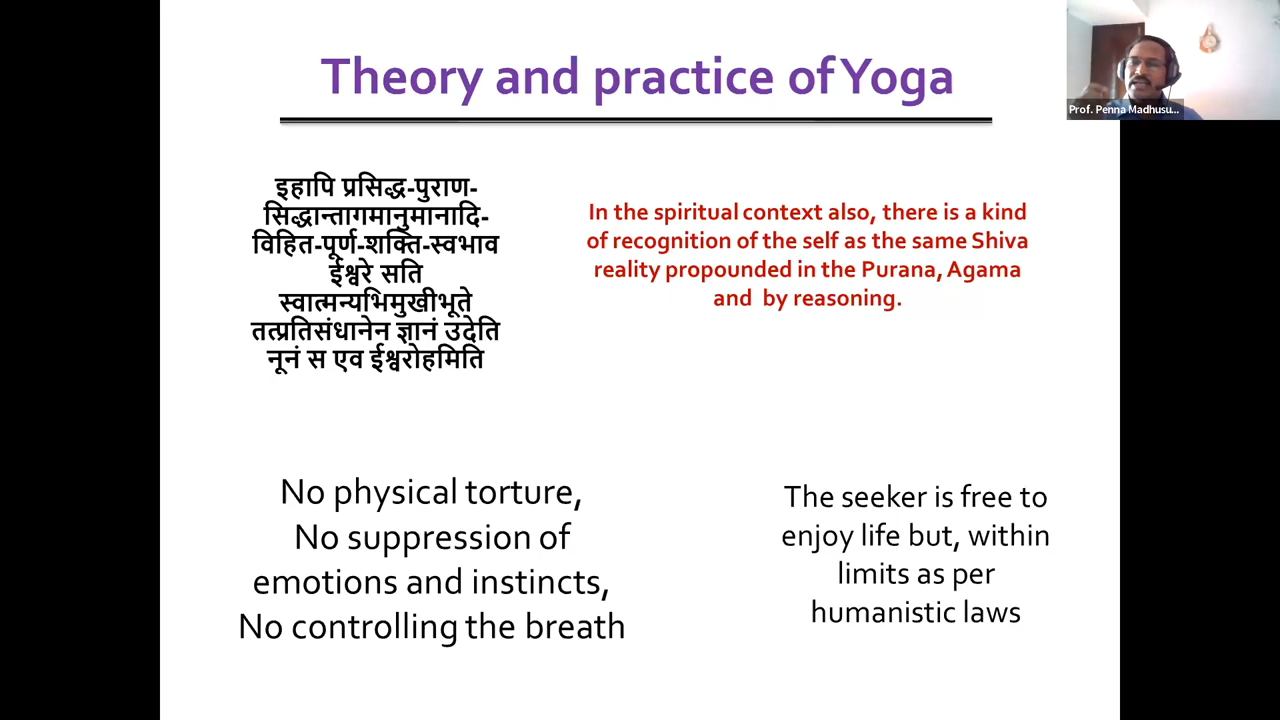 Theory and practice of Yoga
Prof. Penna Madhusu...
इहापि प्रसिद्ध-पुराण-
सिद्धान्तागमानुमानादि-
विहित-पूर्ण-शक्ति-स्वभाव
ईश्वरे सति
स्वात्मन्यभिमुखीभूते
तत्प्रतिसंधानेन ज्ञानं उदेति
नूनं स एव ईश्वरोहमिति
In the spiritual context also, there is a kind
of recognition of the self as the same Shiva
reality propounded in the Purana, Agama
and by reasoning.
No physical torture,
No suppression of
emotions and instincts,
No controlling the breath
The seeker is free to
enjoy life but, within
limits as per
humanistic laws